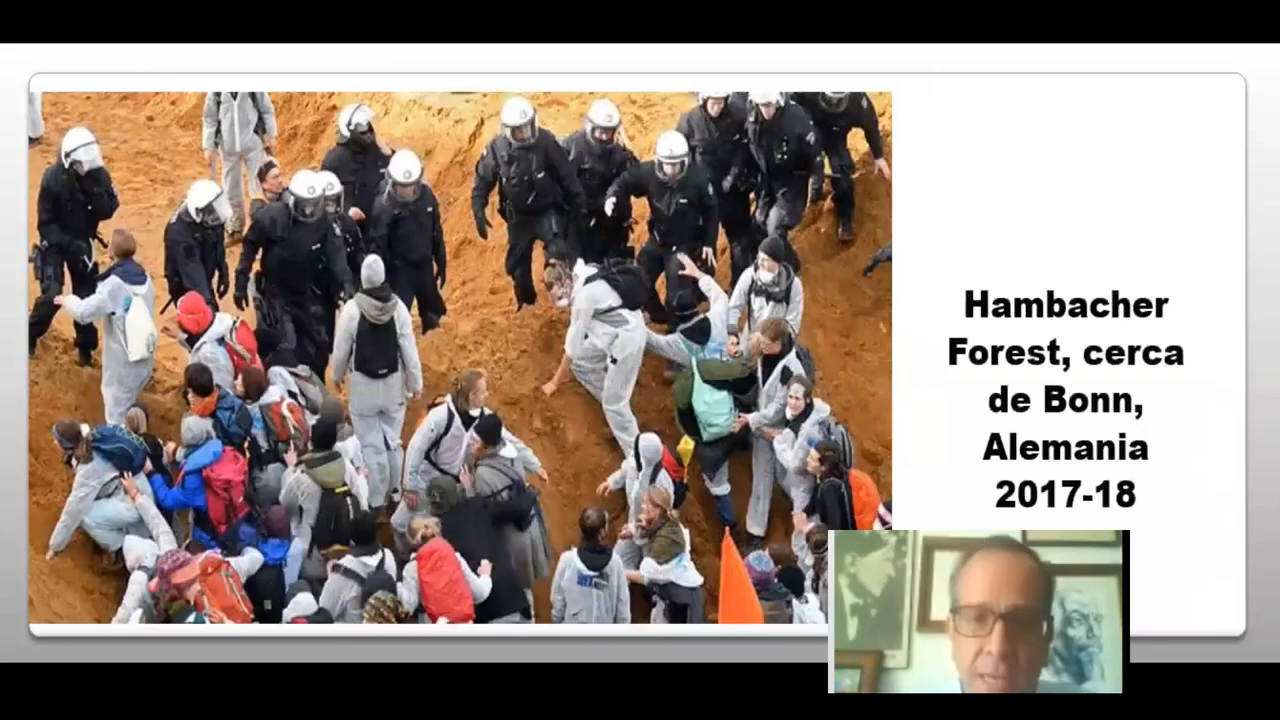 Hambacher
Forest, cerca
de Bonn,
Alemania
2017-18